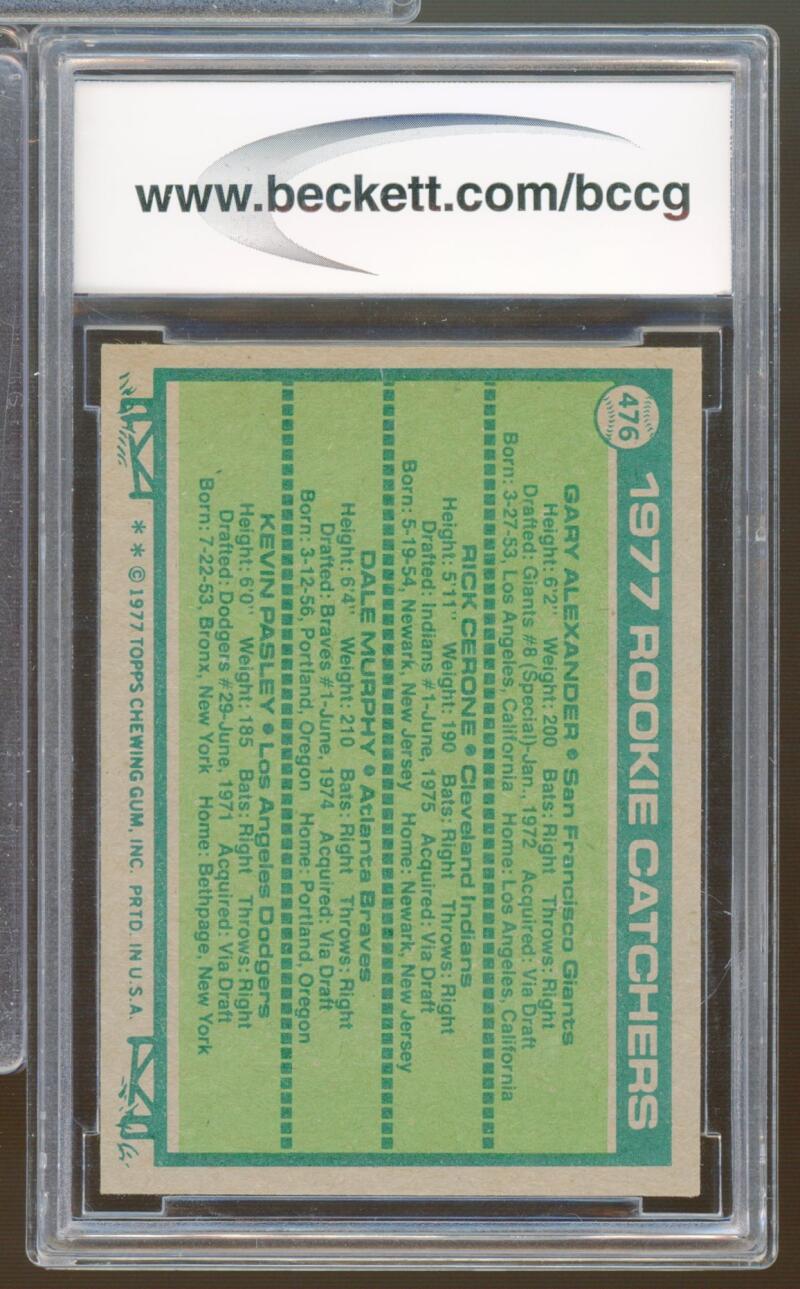 www.beckett.com/bccg
476
1977 ROOKIE CATCHERS
GARY ALEXANDER • San Francisco Giants
Height: 6'2" Weight: 200 Bats: Right Throws: Right
Drafted: Giants #8 (Special)-Jan., 1972 Acquired: Via Draft
Born: 3-27-53, Los Angeles, California Home: Los Angeles, California
RICK CERONE • Cleveland Indians
Height: 5'11" Weight: 190 Bats: Right Throws: Right
Drafted: Indians #1-June, 1975 Acquired: Via Draft
Born: 5-19-54, Newark, New Jersey Home: Newark, New Jersey
DALE MURPHY • Atlanta Braves
Height: 6'4" Weight: 210 Bats: Right Throws: Right
Drafted: Braves #1-June, 1974 Acquired: Via Draft
Born: 3-12-56, Portland, Oregon Home: Portland, Oregon
KEVIN PASLEY • Los Angeles Dodgers
Height: 6'0" Weight: 185 Bats: Right Throws: Right
Drafted: Dodgers #29-June, 1971 Acquired: Via Draft
Born: 7-22-53, Bronx, New York Home: Bethpage, New York
* * © 1977 TOPPS CHEWING GUM, INC. PRTD. IN U.S.A.